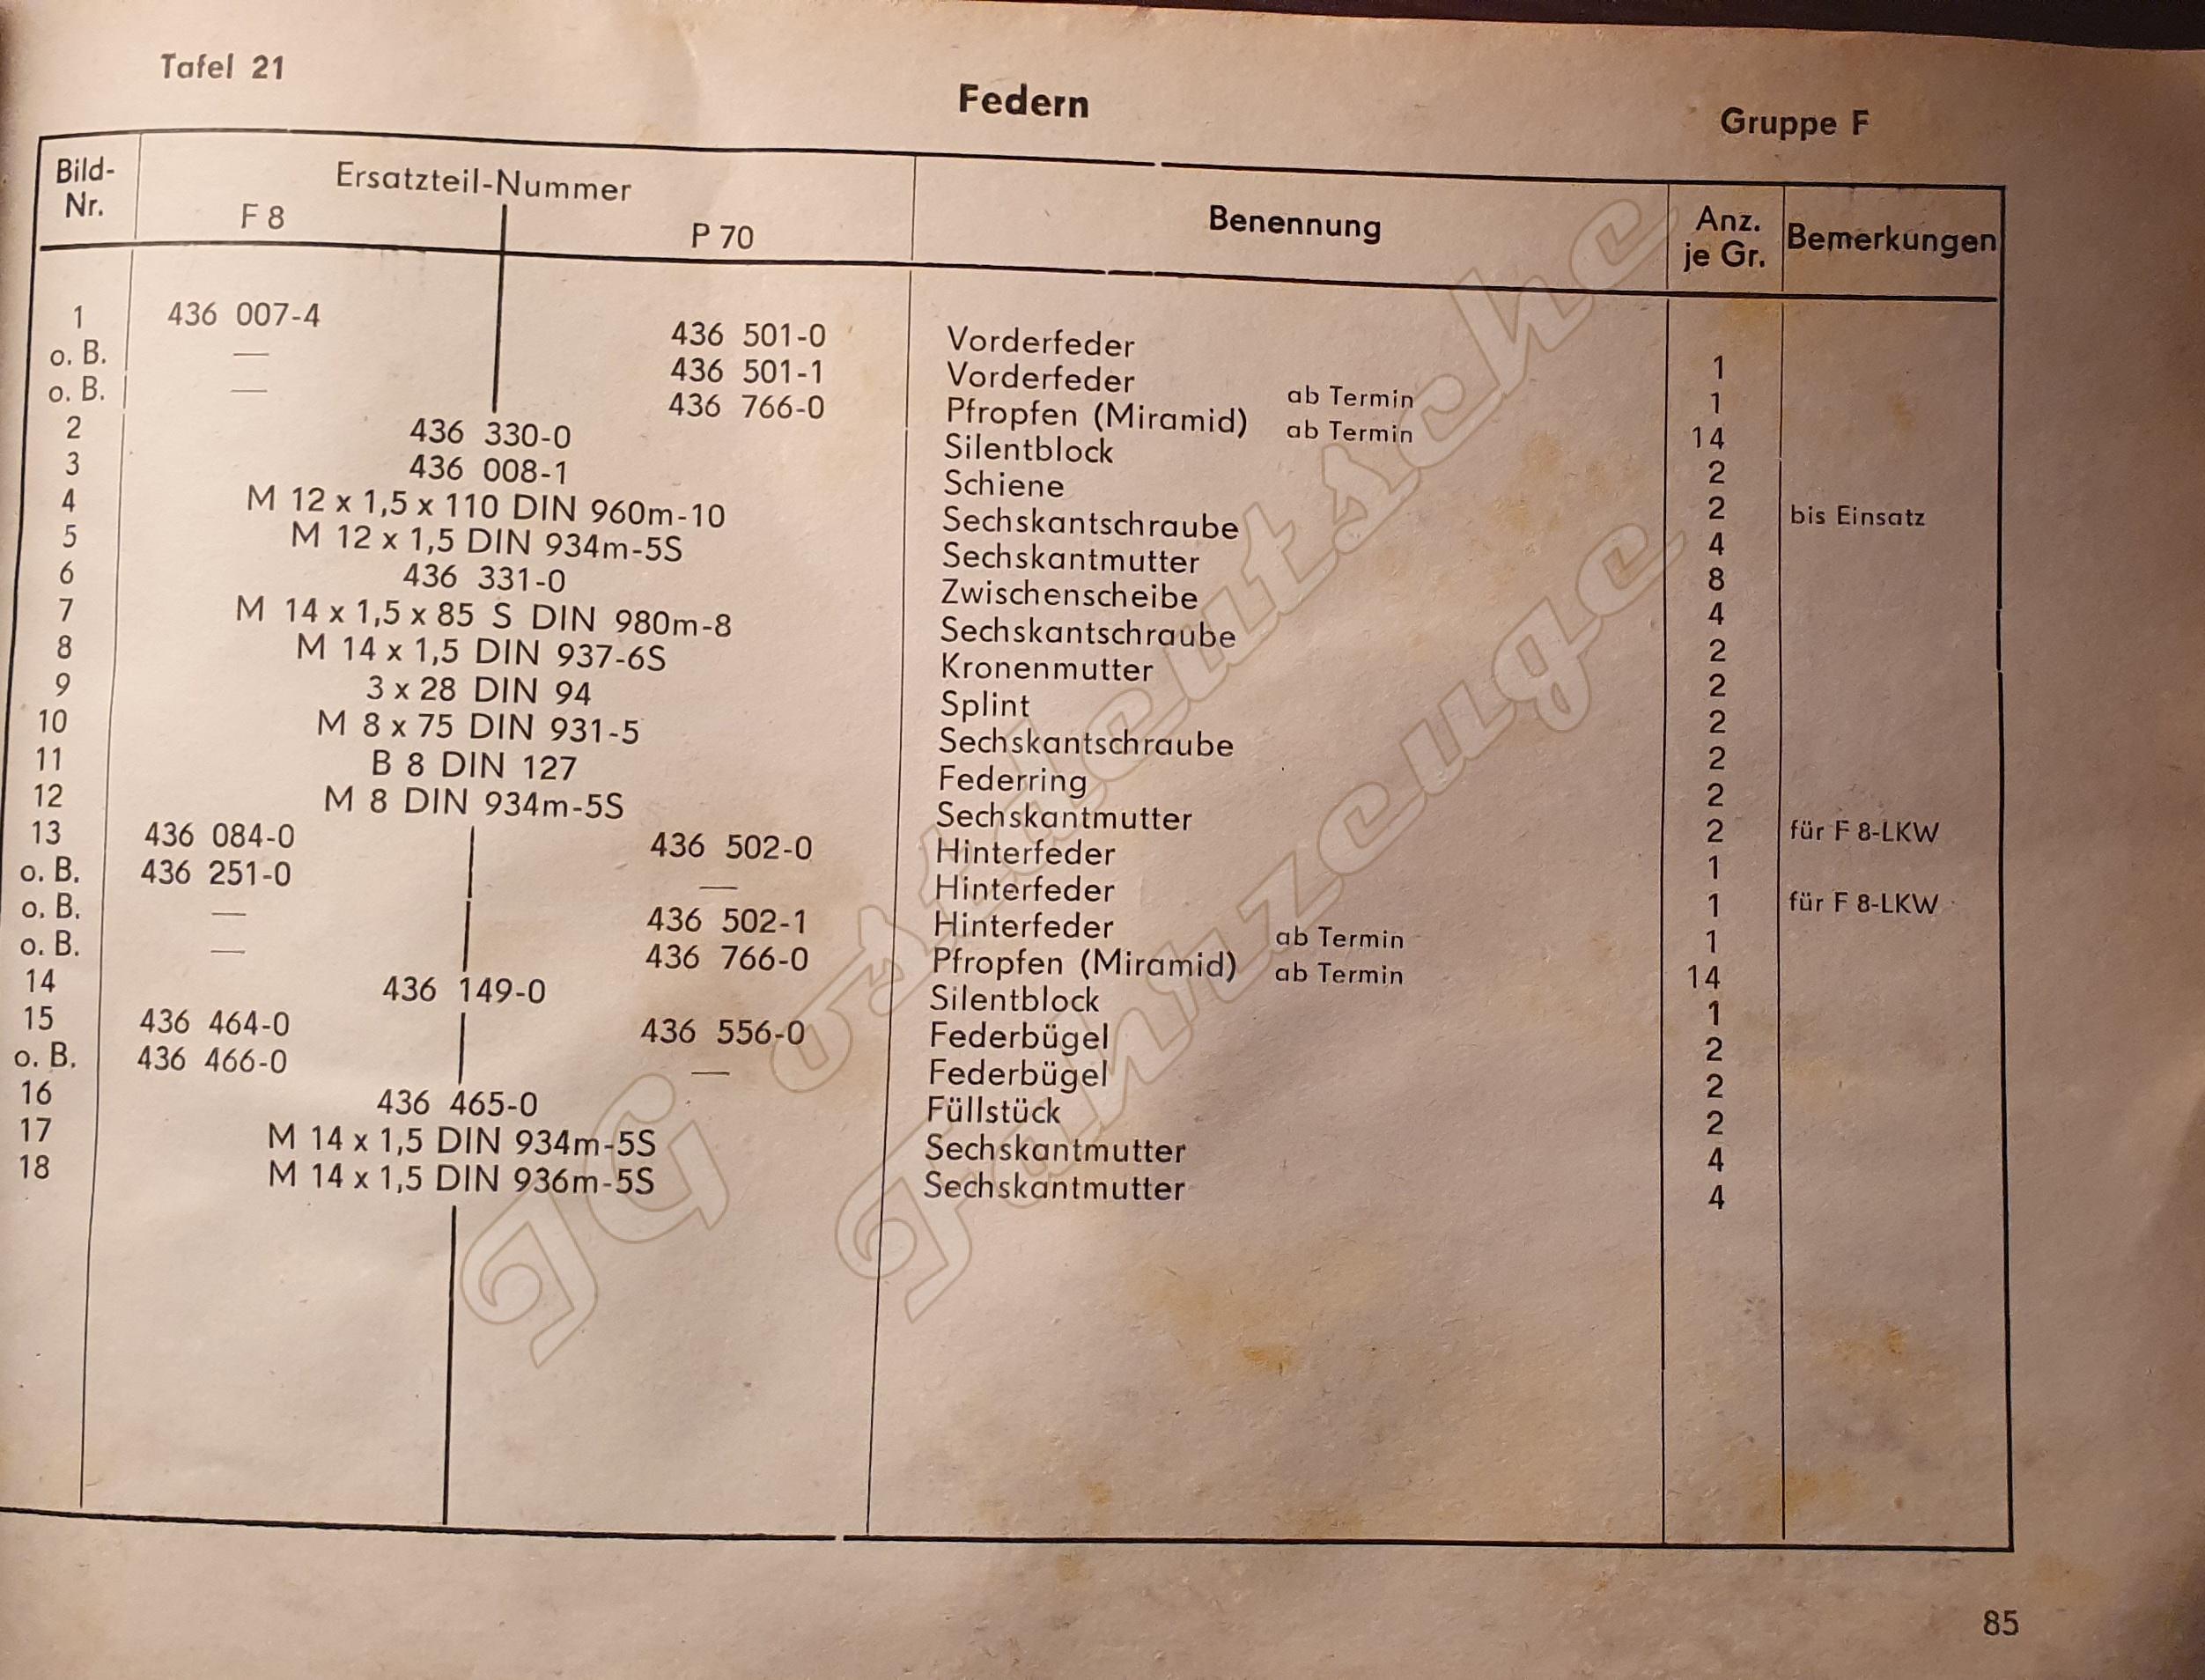 Tafel 21
Federn
Gruppe F
Bild-Nr. Ersatzteil-Nummer Benennung Anz. je Gr. Bemerkungen
F 8 P 70
1 436 007-4 436 501-0 Vorderfeder 1
o. B. — 436 501-1 Vorderfeder ab Termin 1
o. B. — 436 766-0 Pfropfen (Miramid) ab Termin 14
2 436 330-0 Silentblock 2
3 436 008-1 Schiene 2 bis Einsatz
4 M 12 x 1,5 x 110 DIN 960m-10 Sechskantschraube 4
5 M 12 x 1,5 DIN 934m-5S Sechskantmutter 8
6 436 331-0 Zwischenscheibe 4
7 M 14 x 1,5 x 85 S DIN 980m-8 Sechskantschraube 2
8 M 14 x 1,5 DIN 937-6S Kronenmutter 2
9 3 x 28 DIN 94 Splint 2
10 M 8 x 75 DIN 931-5 Sechskantschraube 2
11 B 8 DIN 127 Federring 2
12 M 8 DIN 934m-5S Sechskantmutter 2 für F 8-LKW
13 436 084-0 436 502-0 Hinterfeder 1
o. B. 436 251-0 — Hinterfeder 1 für F 8-LKW
o. B. — 436 502-1 Hinterfeder ab Termin 1
o. B. — 436 766-0 Pfropfen (Miramid) ab Termin 14
14 436 149-0 Silentblock 1
15 436 464-0 436 556-0 Federbügel 2
o. B. 436 466-0 — Federbügel 2
16 436 465-0 Füllstück 2
17 M 14 x 1,5 DIN 934m-5S Sechskantmutter 4
18 M 14 x 1,5 DIN 936m-5S Sechskantmutter 4
IG ostdeutsche
Fahrzeuge
85